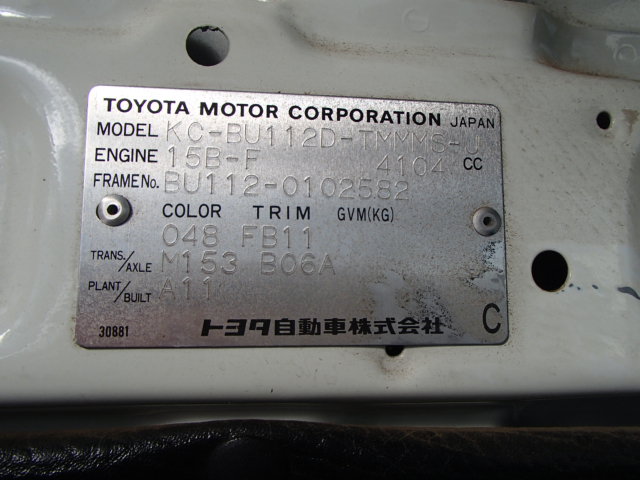 TOYOTA MOTOR CORPORATION JAPAN
MODEL KC-BU112D-TMMMS-U
ENGINE 15B-F 4104 CC
FRAME No. BU112-0102582
COLOR TRIM GVM(KG)
048 FB11
TRANS./AXLE M153 B06A
PLANT/BUILT A11
30881 トヨタ自動車株式会社 C